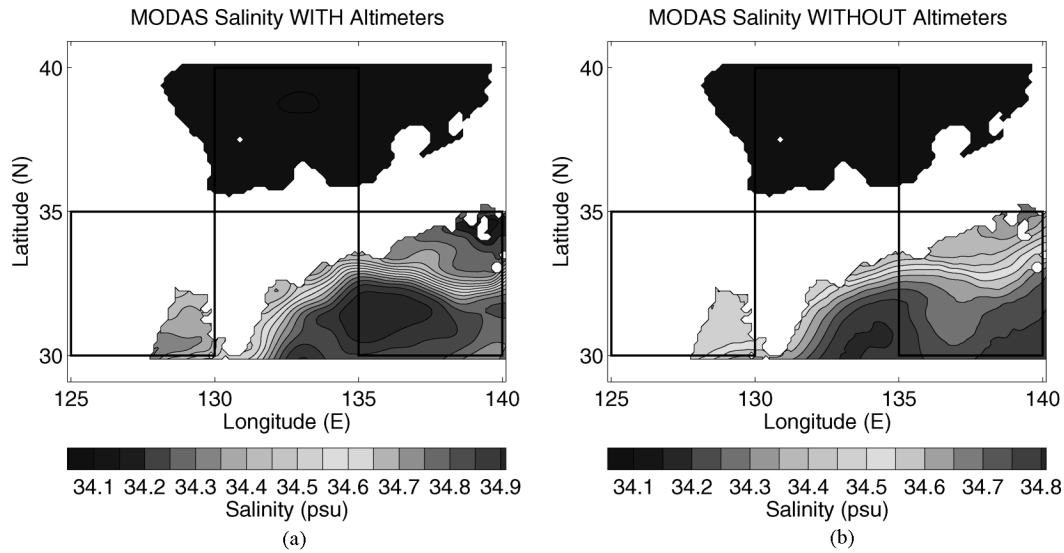 MODAS Salinity WITH Altimeters
40
35
30
Latitude (N)
125 130 135 140
Longitude (E)
34.1 34.2 34.3 34.4 34.5 34.6 34.7 34.8 34.9
Salinity (psu)
(a)
MODAS Salinity WITHOUT Altimeters
40
35
30
Latitude (N)
125 130 135 140
Longitude (E)
34.1 34.2 34.3 34.4 34.5 34.6 34.7 34.8
Salinity (psu)
(b)